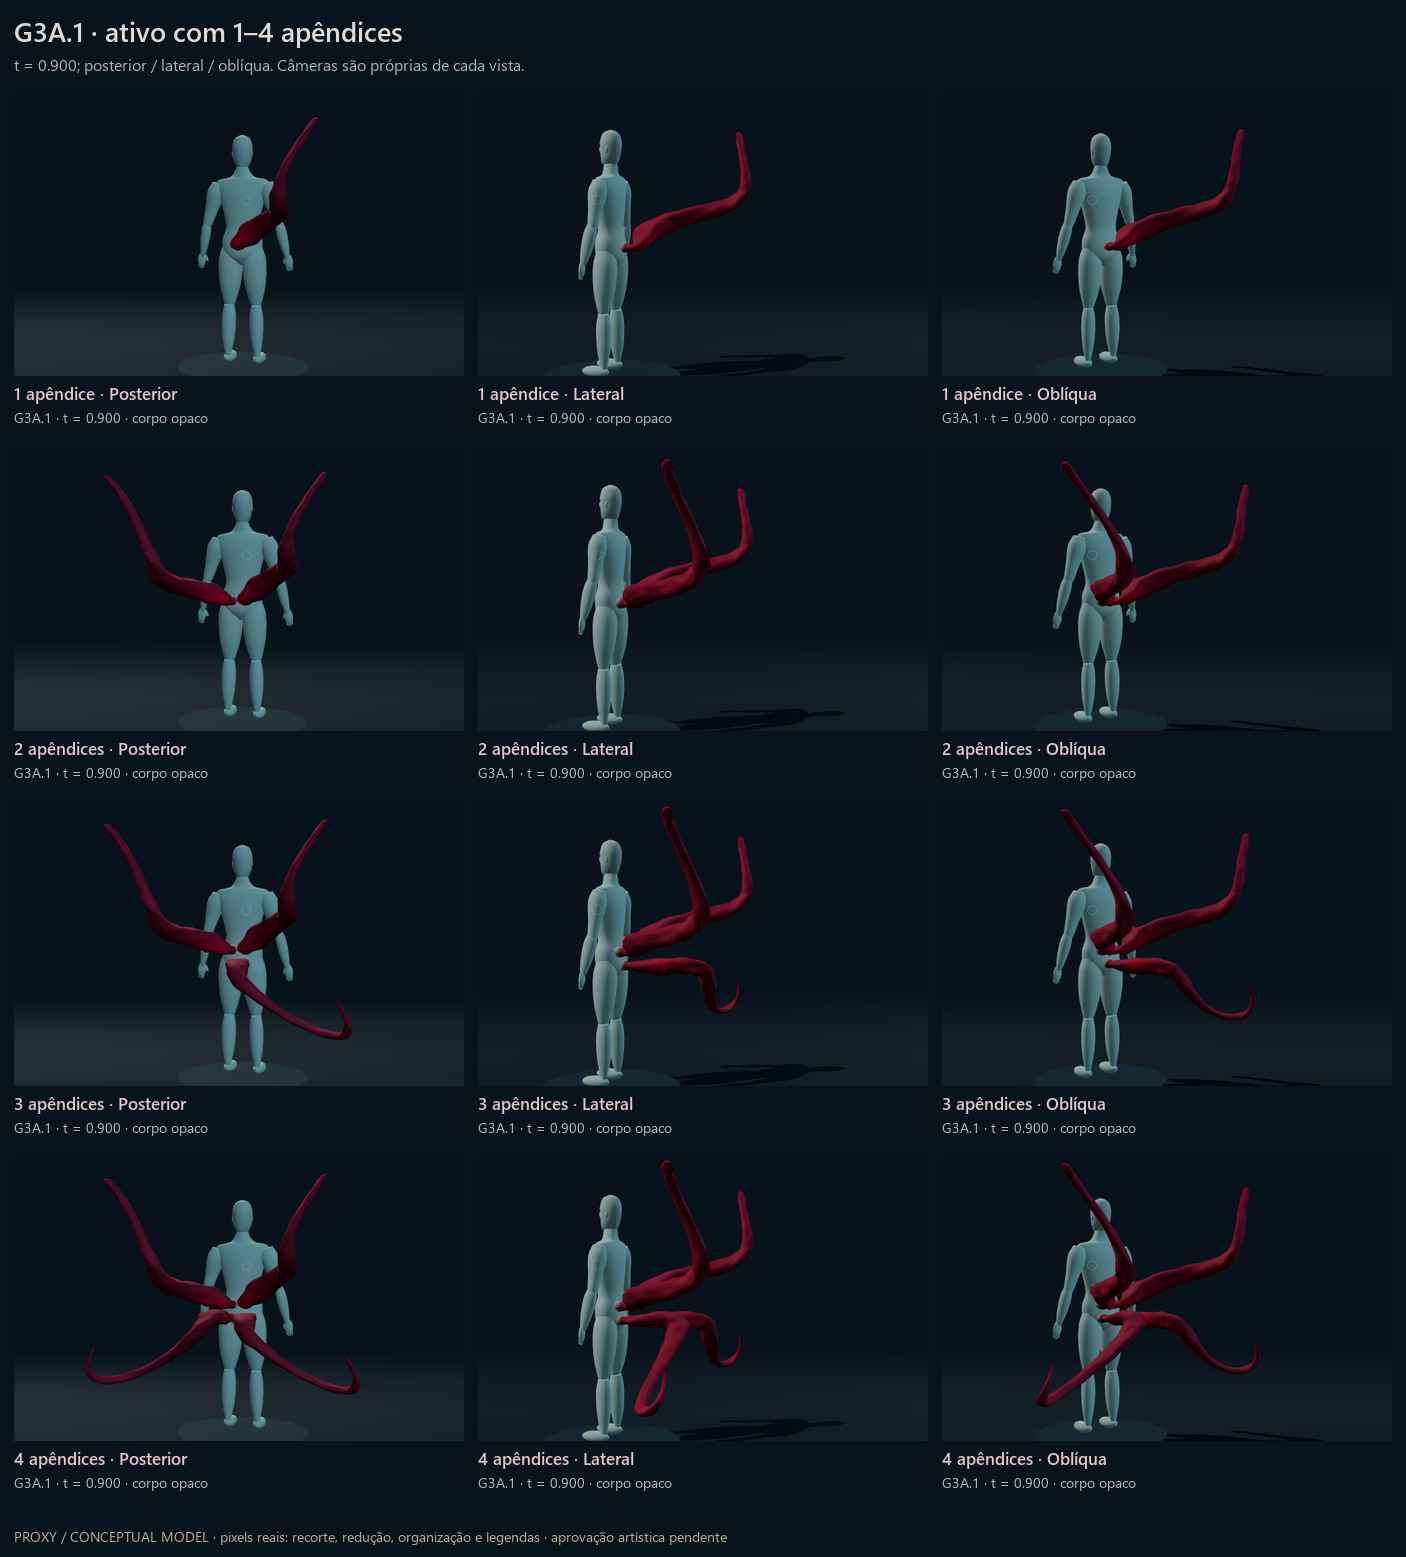 G3A.1 · ativo com 1–4 apêndices
t = 0.900; posterior / lateral / oblíqua. Câmeras são próprias de cada vista.
1 apêndice · Posterior
G3A.1 · t = 0.900 · corpo opaco
1 apêndice · Lateral
G3A.1 · t = 0.900 · corpo opaco
1 apêndice · Oblíqua
G3A.1 · t = 0.900 · corpo opaco
2 apêndices · Posterior
G3A.1 · t = 0.900 · corpo opaco
2 apêndices · Lateral
G3A.1 · t = 0.900 · corpo opaco
2 apêndices · Oblíqua
G3A.1 · t = 0.900 · corpo opaco
3 apêndices · Posterior
G3A.1 · t = 0.900 · corpo opaco
3 apêndices · Lateral
G3A.1 · t = 0.900 · corpo opaco
3 apêndices · Oblíqua
G3A.1 · t = 0.900 · corpo opaco
4 apêndices · Posterior
G3A.1 · t = 0.900 · corpo opaco
4 apêndices · Lateral
G3A.1 · t = 0.900 · corpo opaco
4 apêndices · Oblíqua
G3A.1 · t = 0.900 · corpo opaco
PROXY / CONCEPTUAL MODEL · pixels reais: recorte, redução, organização e legendas · aprovação artística pendente